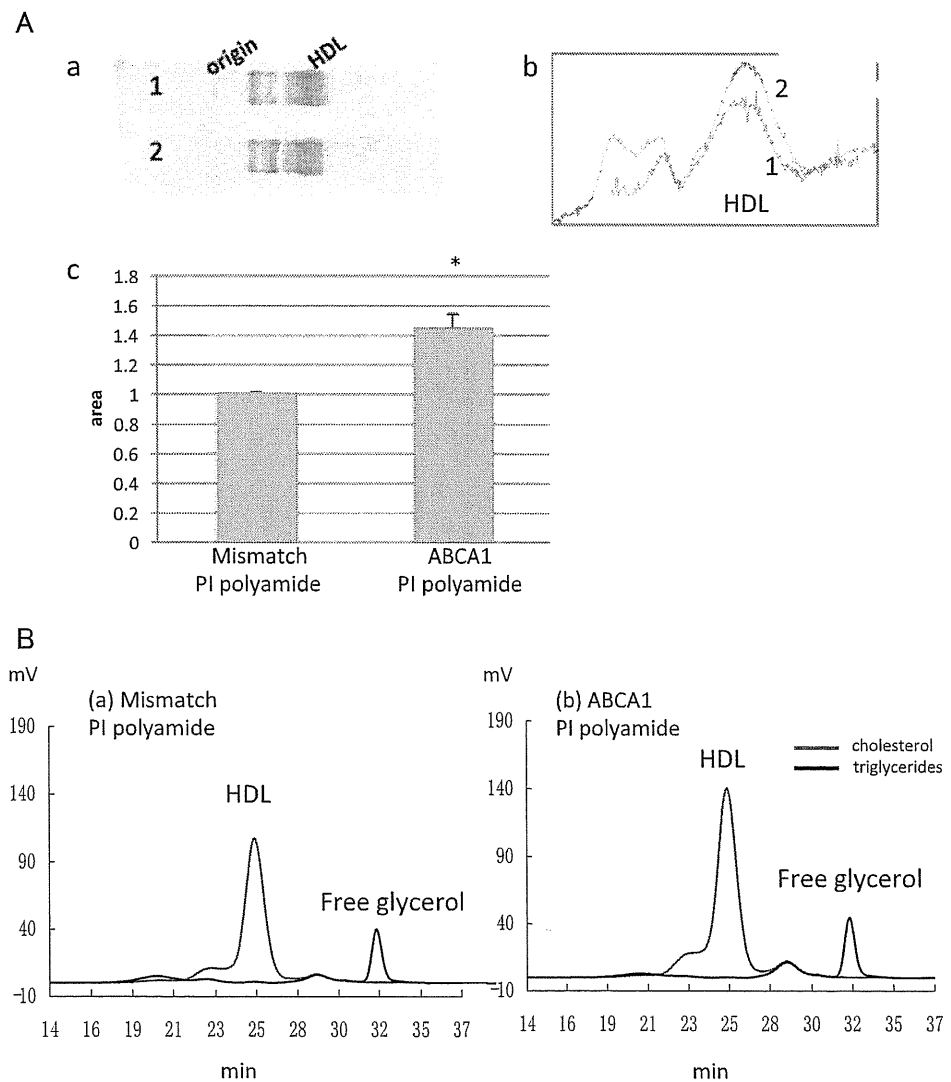 A
a
origin
HDL
1
2
b
2
1
HDL
c
*
1.8
1.6
1.4
1.2
1
0.8
0.6
0.4
0.2
0
area
Mismatch
PI polyamide
ABCA1
PI polyamide
B
mV
(a) Mismatch
PI polyamide
190
140
90
40
-10
HDL
Free glycerol
14 16 19 21 23 25 28 30 32 35 37
min
mV
(b) ABCA1
PI polyamide
cholesterol
triglycerides
190
140
90
40
-10
HDL
Free glycerol
14 16 19 21 23 25 28 30 32 35 37
min